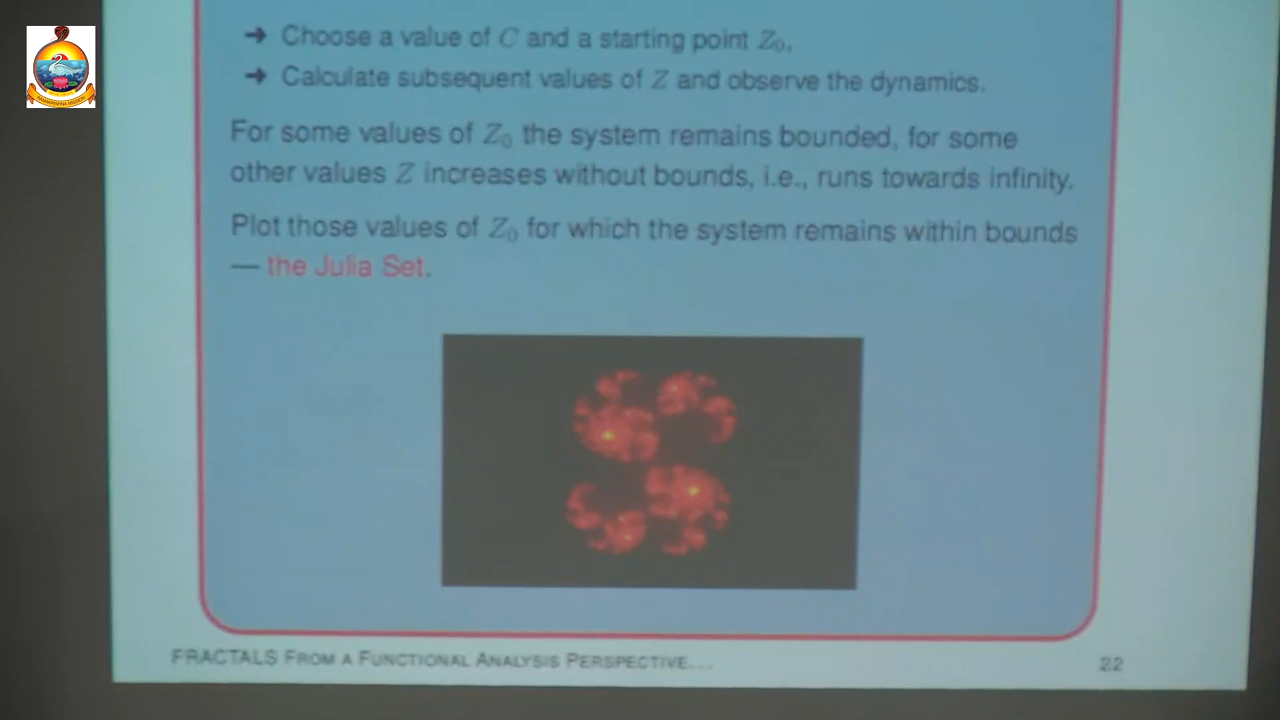 ➔ Choose a value of C and a starting point Z₀,
➔ Calculate subsequent values of Z and observe the dynamics.
For some values of Z₀ the system remains bounded, for some
other values Z increases without bounds, i.e., runs towards infinity.
Plot those values of Z₀ for which the system remains within bounds
— the Julia Set.
FRACTALS FROM A FUNCTIONAL ANALYSIS PERSPECTIVE...
22